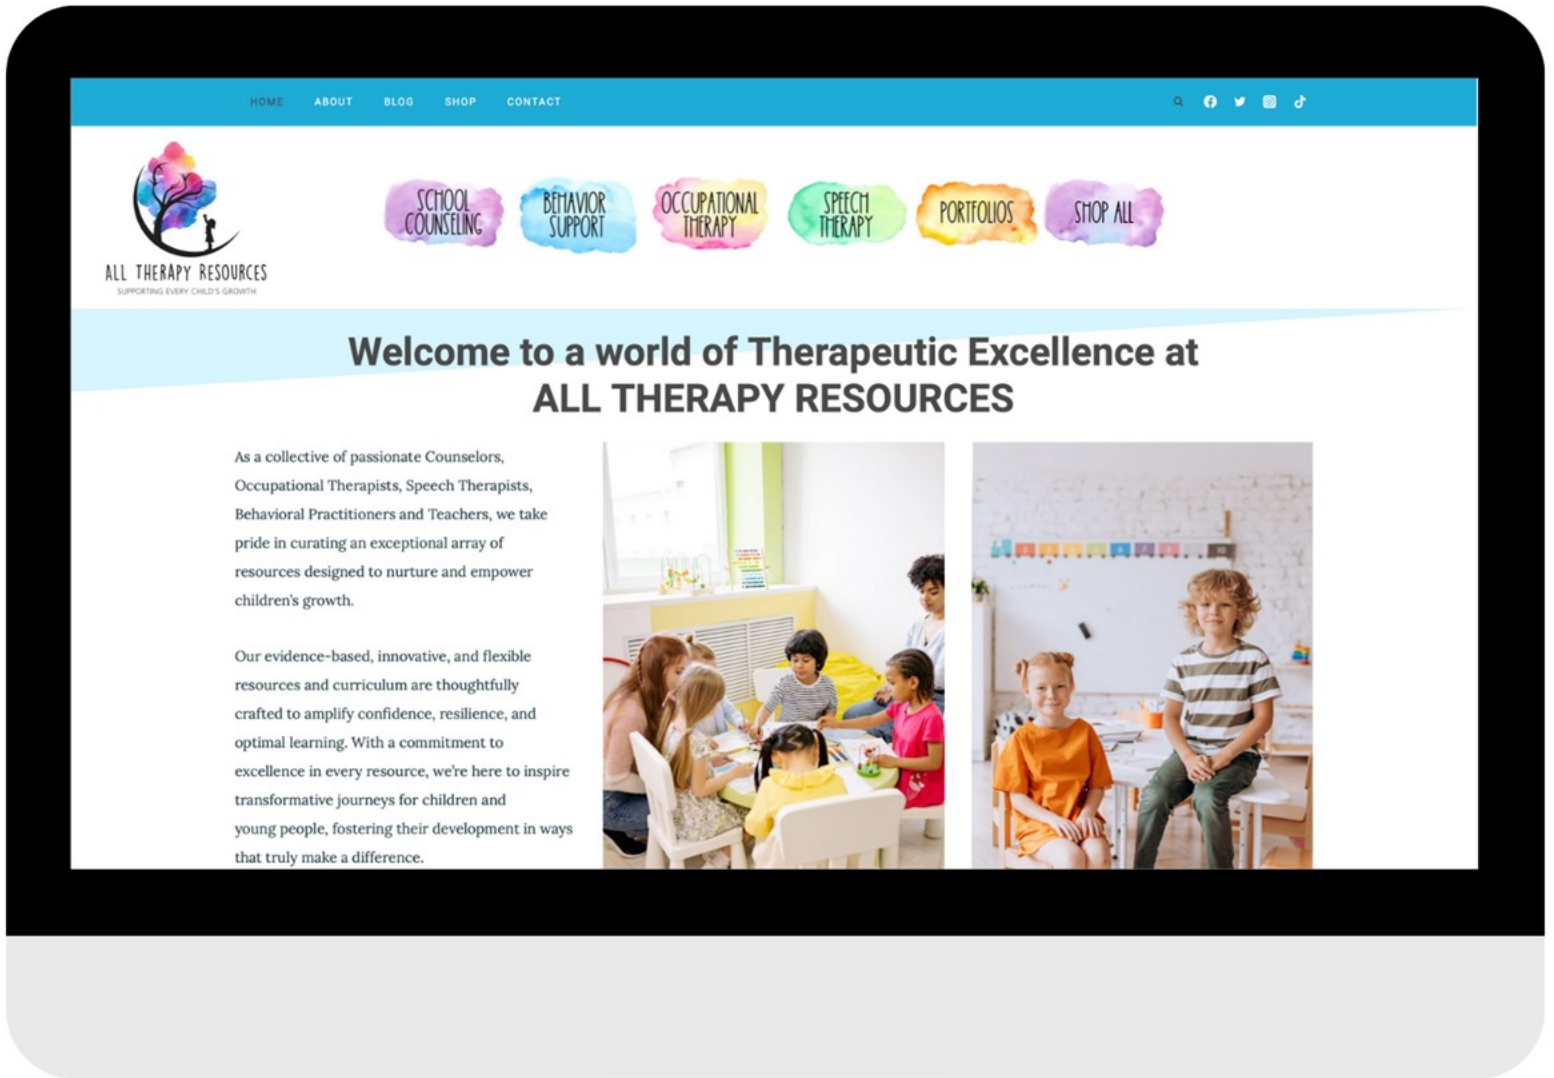 HOME ABOUT BLOG SHOP CONTACT
ALL THERAPY RESOURCES
SUPPORTING EVERY CHILD'S GROWTH
SCHOOL
COUNSELING
BEHAVIOR
SUPPORT
OCCUPATIONAL
THERAPY
SPEECH
THERAPY
PORTFOLIOS
SHOP ALL
Welcome to a world of Therapeutic Excellence at
ALL THERAPY RESOURCES
As a collective of passionate Counselors,
Occupational Therapists, Speech Therapists,
Behavioral Practitioners and Teachers, we take
pride in curating an exceptional array of
resources designed to nurture and empower
children's growth.
Our evidence-based, innovative, and flexible
resources and curriculum are thoughtfully
crafted to amplify confidence, resilience, and
optimal learning. With a commitment to
excellence in every resource, we're here to inspire
transformative journeys for children and
young people, fostering their development in ways
that truly make a difference.